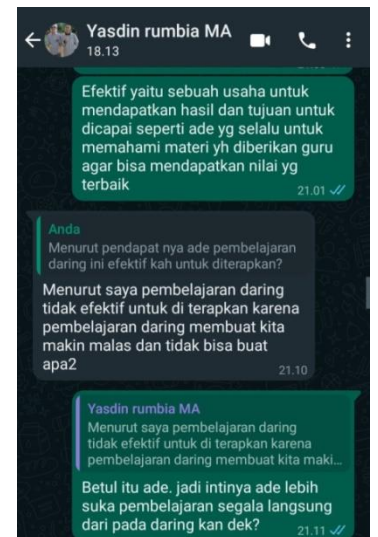 Yasdin rumbia MA
18.13
Efektif yaitu sebuah usaha untuk
mendapatkan hasil dan tujuan untuk
dicapai seperti ade yg selalu untuk
memahami materi yh diberikan guru
agar bisa mendapatkan nilai yg
terbaik
21.01
Anda
Menurut pendapat nya ade pembelajaran
daring ini efektif kah untuk diterapkan?
Menurut saya pembelajaran daring
tidak efektif untuk di terapkan karena
pembelajaran daring membuat kita
makin malas dan tidak bisa buat
apa2
21.10
Yasdin rumbia MA
Menurut saya pembelajaran daring
tidak efektif untuk di terapkan karena
pembelajaran daring membuat kita maki...
Betul itu ade. jadi intinya ade lebih
suka pembelajaran segala langsung
dari pada daring kan dek?
21.11